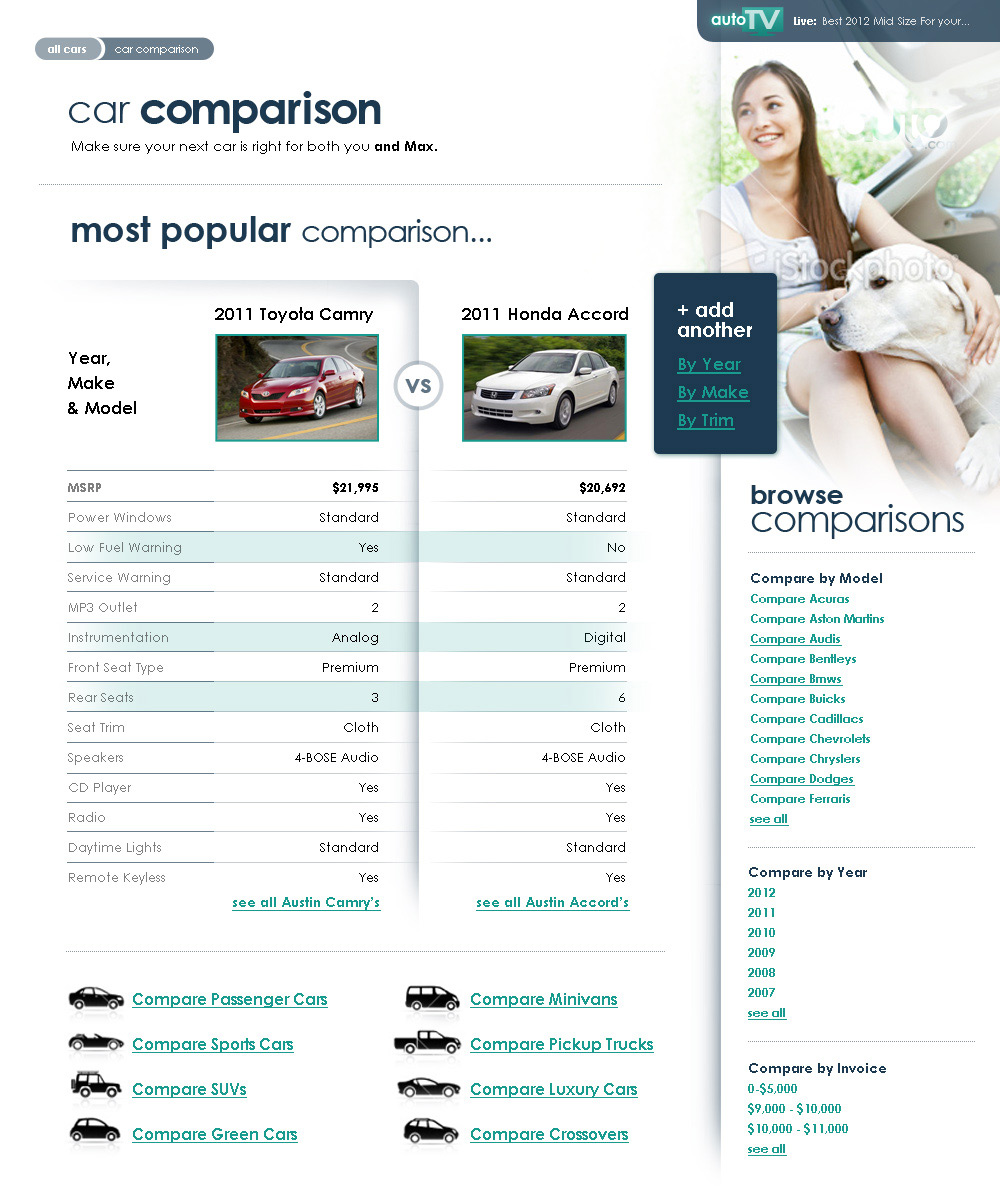 autoTV Live: Best 2012 Mid Size For your...
all cars car comparison
car comparison
Make sure your next car is right for both you and Max.
most popular comparison...
2011 Toyota Camry 2011 Honda Accord
Year,
Make
& Model
VS
+ add
another
By Year
By Make
By Trim
iStockphoto
MSRP $21,995 $20,692
Power Windows Standard Standard
Low Fuel Warning Yes No
Service Warning Standard Standard
MP3 Outlet 2 2
Instrumentation Analog Digital
Front Seat Type Premium Premium
Rear Seats 3 6
Seat Trim Cloth Cloth
Speakers 4-BOSE Audio 4-BOSE Audio
CD Player Yes Yes
Radio Yes Yes
Daytime Lights Standard Standard
Remote Keyless Yes Yes
see all Austin Camry's see all Austin Accord's
Compare Passenger Cars Compare Minivans
Compare Sports Cars Compare Pickup Trucks
Compare SUVs Compare Luxury Cars
Compare Green Cars Compare Crossovers
browse
comparisons
Compare by Model
Compare Acuras
Compare Aston Martins
Compare Audis
Compare Bentleys
Compare Bmws
Compare Buicks
Compare Cadillacs
Compare Chevrolets
Compare Chryslers
Compare Dodges
Compare Ferraris
see all
Compare by Year
2012
2011
2010
2009
2008
2007
see all
Compare by Invoice
0-$5,000
$9,000 - $10,000
$10,000 - $11,000
see all